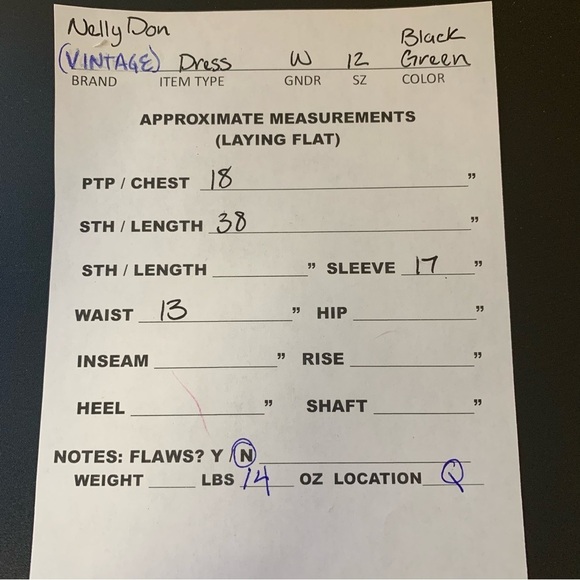 Nelly Don Black
(VINTAGE) Dress W 12 Green
BRAND ITEM TYPE GNDR SZ COLOR
APPROXIMATE MEASUREMENTS
(LAYING FLAT)
PTP / CHEST 18 "
STH / LENGTH 38 "
STH / LENGTH " SLEEVE 17 "
WAIST 13 " HIP "
INSEAM " RISE "
HEEL " SHAFT "
NOTES: FLAWS? Y / N
WEIGHT LBS 14 OZ LOCATION Q